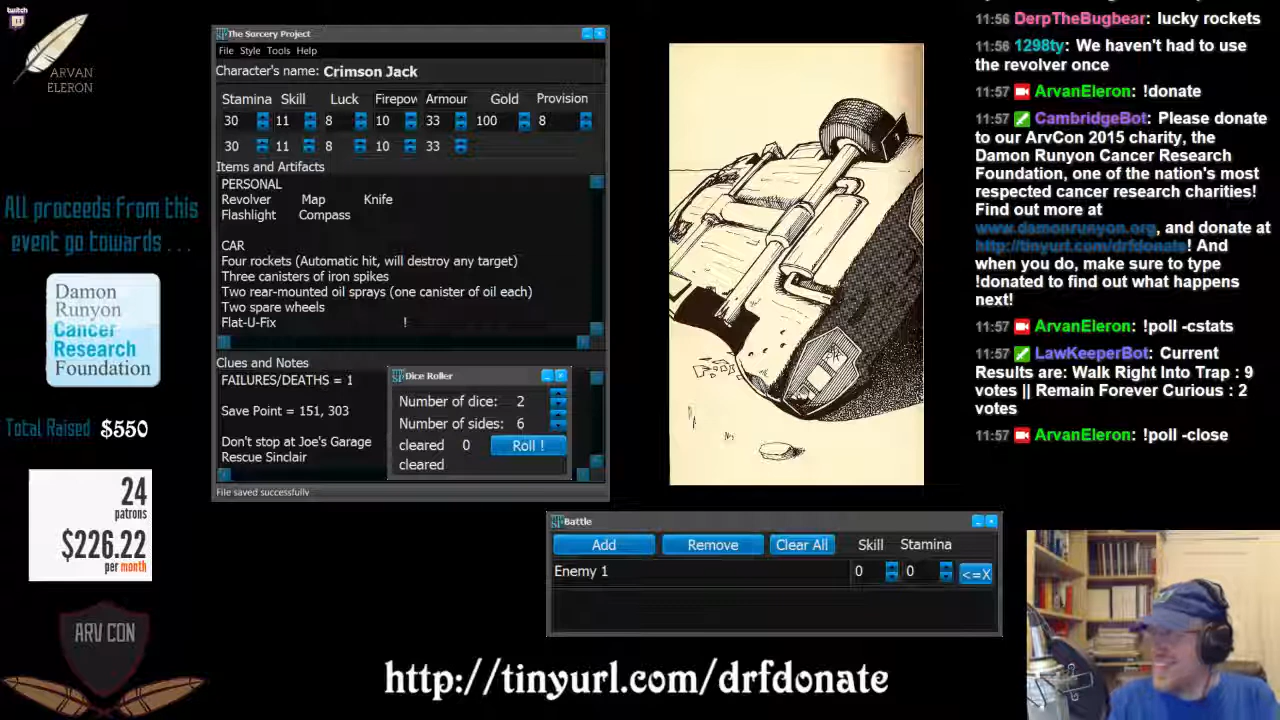 twitch
ARVAN
ELERON
All proceeds from this
event go towards . . .
Damon
Runyon
Cancer
Research
Foundation
Total Raised $550
24
patrons
$226.22
per month
ARV CON
The Sorcery Project
File Style Tools Help
Character's name: Crimson Jack
Stamina Skill Luck Firepow Armour Gold Provision
30 11 8 10 33 100 8
30 11 8 10 33
Items and Artifacts
PERSONAL
Revolver Map Knife
Flashlight Compass
CAR
Four rockets (Automatic hit, will destroy any target)
Three canisters of iron spikes
Two rear-mounted oil sprays (one canister of oil each)
Two spare wheels
Flat-U-Fix !
Clues and Notes
FAILURES/DEATHS = 1
Save Point = 151, 303
Don't stop at Joe's Garage
Rescue Sinclair
File saved successfully
Dice Roller
Number of dice: 2
Number of sides: 6
cleared 0 Roll !
cleared
Battle
Add Remove Clear All Skill Stamina
Enemy 1 0 0 <=X
http://tinyurl.com/drfdonate
11:56 DerpTheBugbear: lucky rockets
11:56 1298ty: We haven't had to use
the revolver once
11:57 ArvanEleron: !donate
11:57 CambridgeBot: Please donate
to our ArvCon 2015 charity, the
Damon Runyon Cancer Research
Foundation, one of the nation's most
respected cancer research charities!
Find out more at
www.damonrunyon.org, and donate at
http://tinyurl.com/drfdonate! And
when you do, make sure to type
!donated to find out what happens
next!
11:57 ArvanEleron: !poll -cstats
11:57 LawKeeperBot: Current
Results are: Walk Right Into Trap : 9
votes || Remain Forever Curious : 2
votes
11:57 ArvanEleron: !poll -close